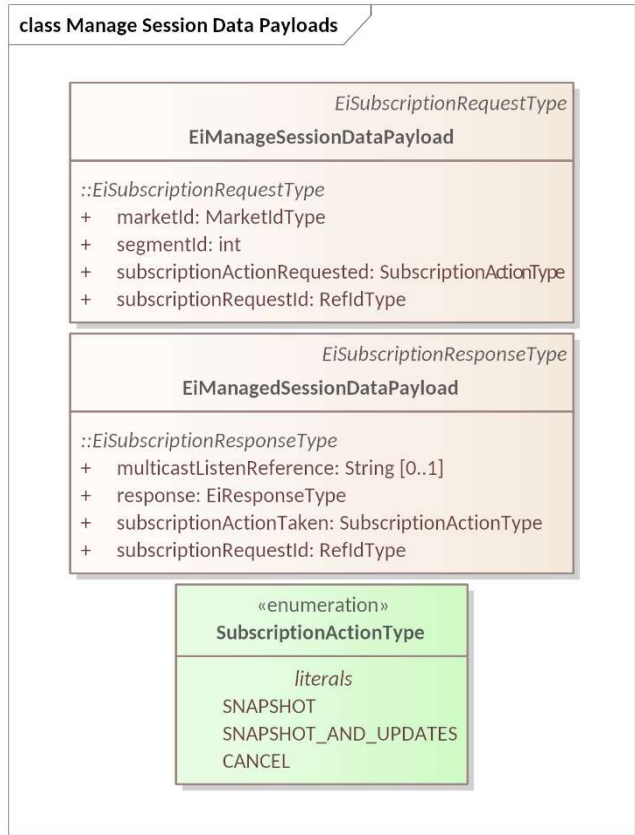 class Manage Session Data Payloads
EiSubscriptionRequestType
EiManageSessionDataPayload
::EiSubscriptionRequestType
+ marketId: MarketIdType
+ segmentId: int
+ subscriptionActionRequested: SubscriptionActionType
+ subscriptionRequestId: RefIdType
EiSubscriptionResponseType
EiManagedSessionDataPayload
::EiSubscriptionResponseType
+ multicastListenReference: String [0..1]
+ response: EiResponseType
+ subscriptionActionTaken: SubscriptionActionType
+ subscriptionRequestId: RefIdType
«enumeration»
SubscriptionActionType
literals
SNAPSHOT
SNAPSHOT_AND_UPDATES
CANCEL